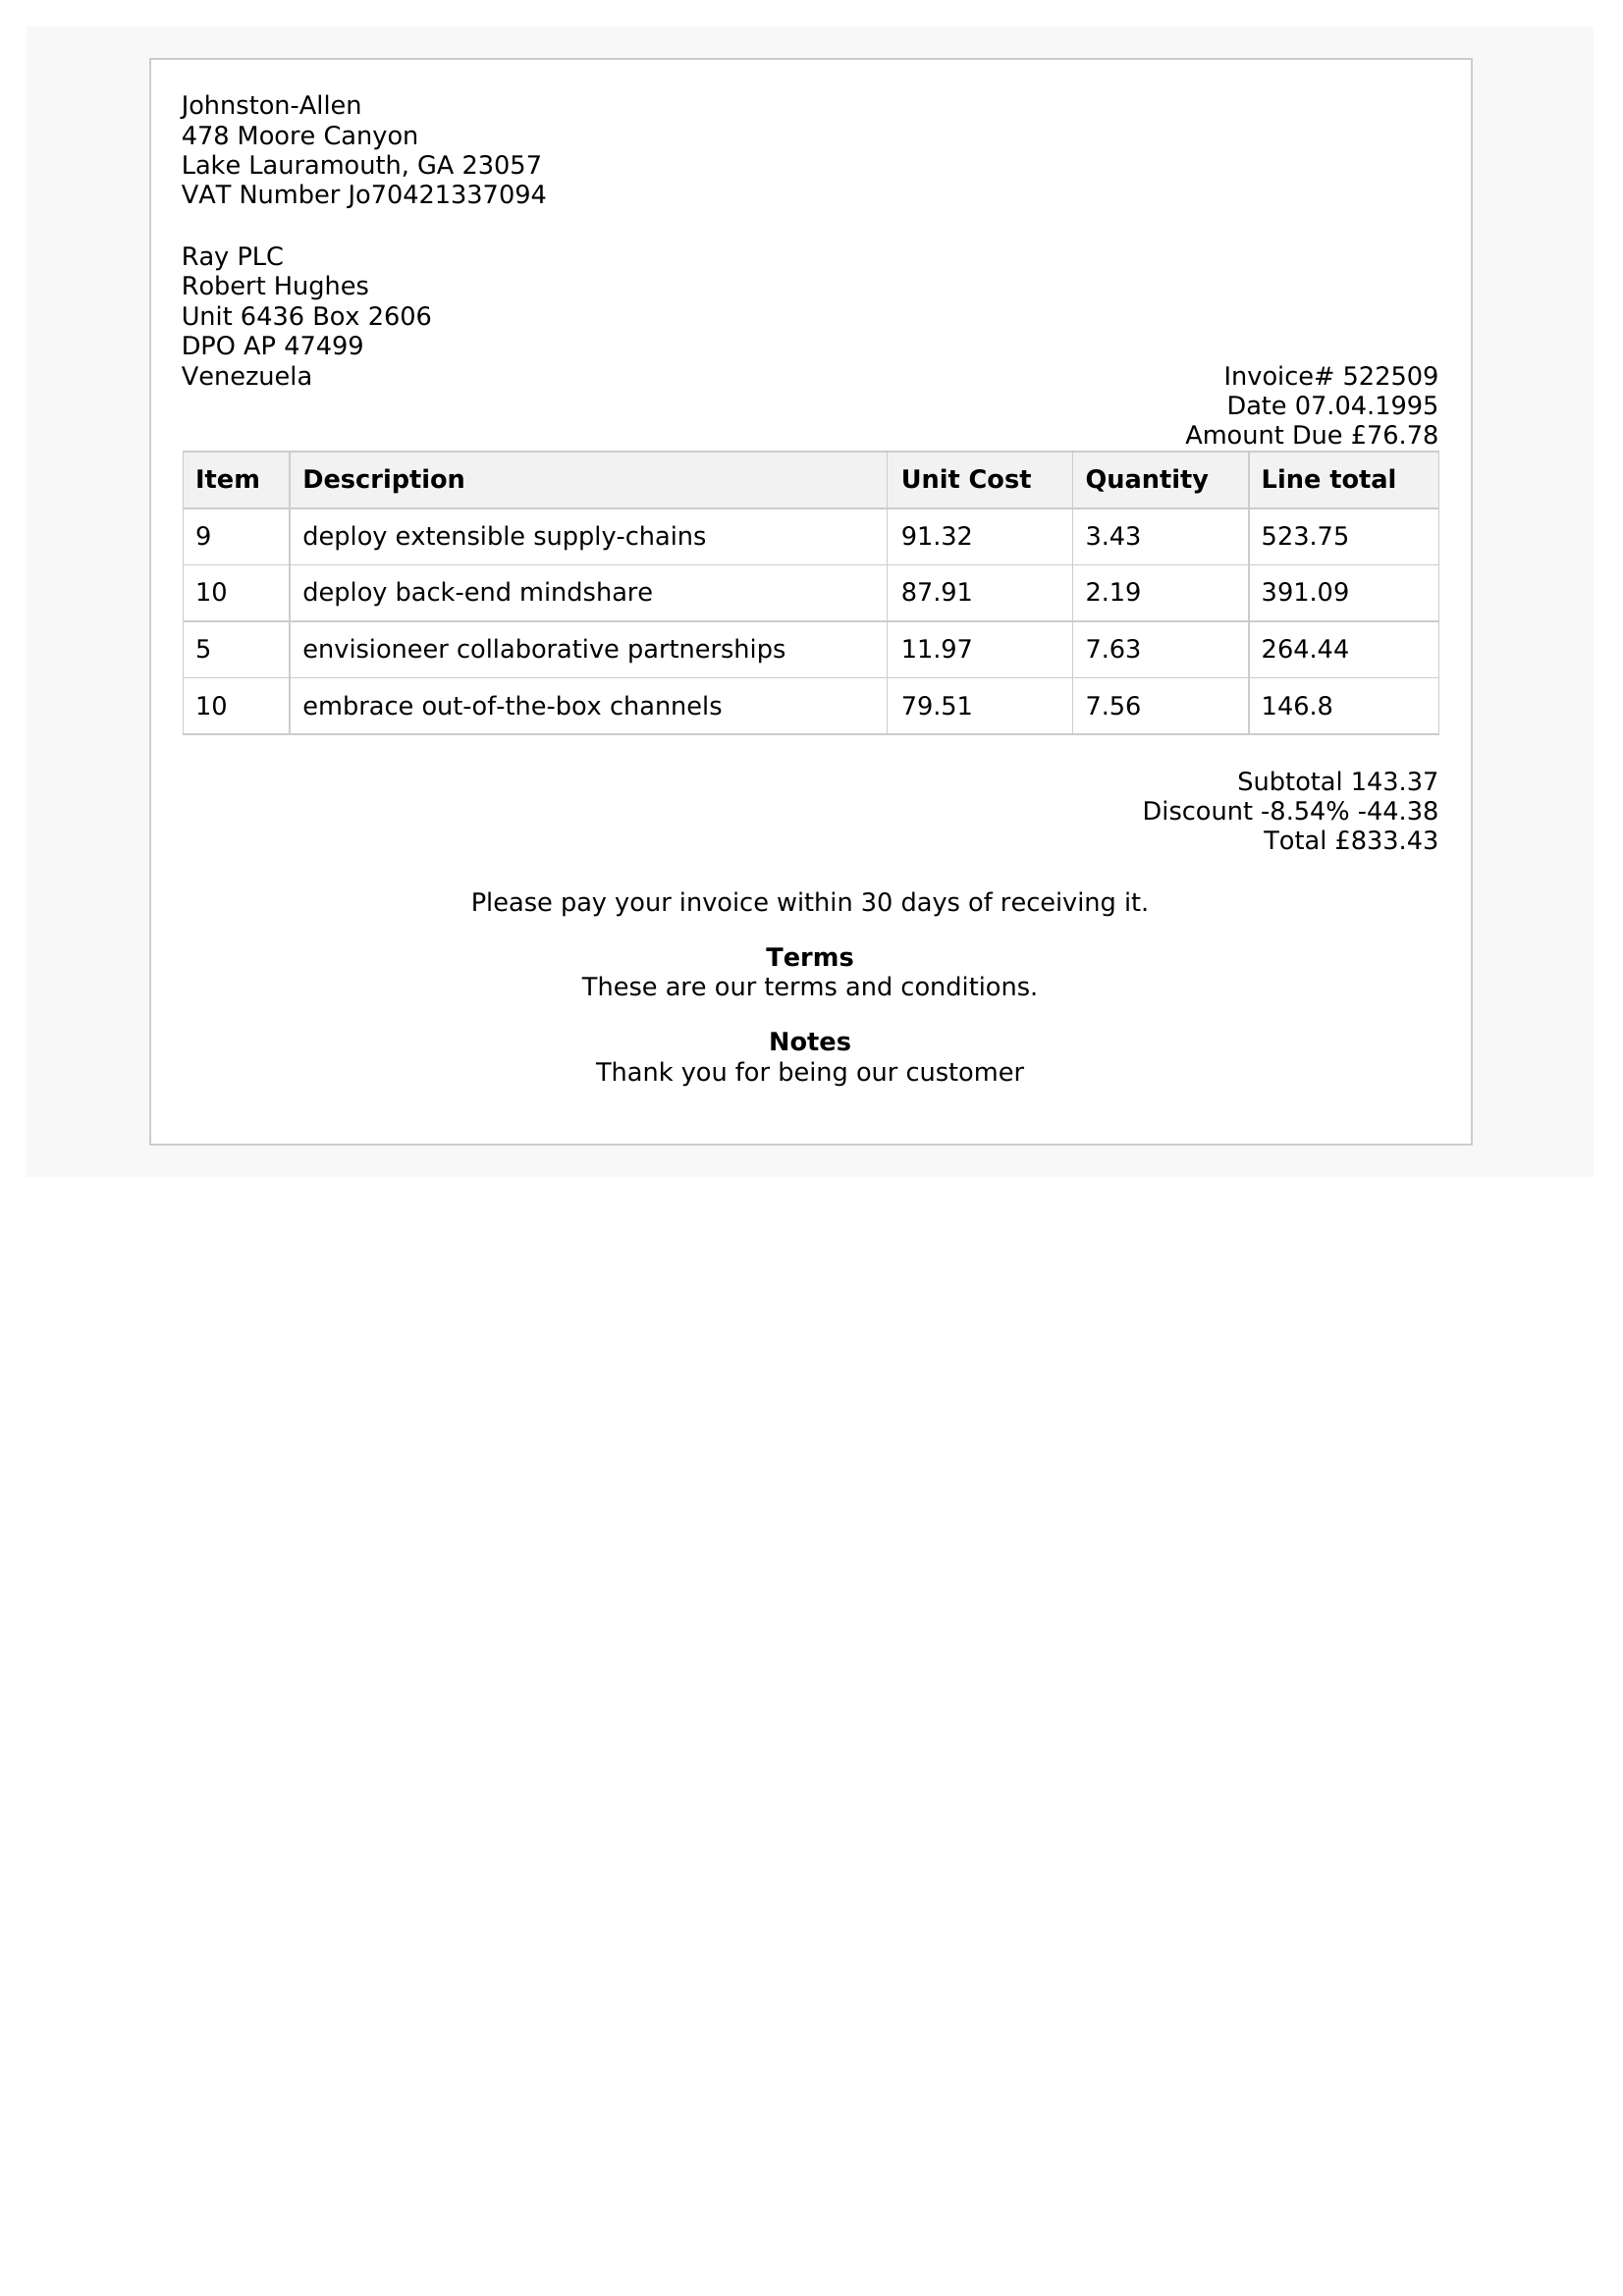 Johnston-Allen
478 Moore Canyon
Lake Lauramouth, GA 23057
VAT Number Jo70421337094
Ray PLC
Robert Hughes
Unit 6436 Box 2606
DPO AP 47499
Venezuela
Invoice# 522509
Date 07.04.1995
Amount Due £76.78
Item Description Unit Cost Quantity Line total
9 deploy extensible supply-chains 91.32 3.43 523.75
10 deploy back-end mindshare 87.91 2.19 391.09
5 envisioneer collaborative partnerships 11.97 7.63 264.44
10 embrace out-of-the-box channels 79.51 7.56 146.8
Subtotal 143.37
Discount -8.54% -44.38
Total £833.43
Please pay your invoice within 30 days of receiving it.
Terms
These are our terms and conditions.
Notes
Thank you for being our customer